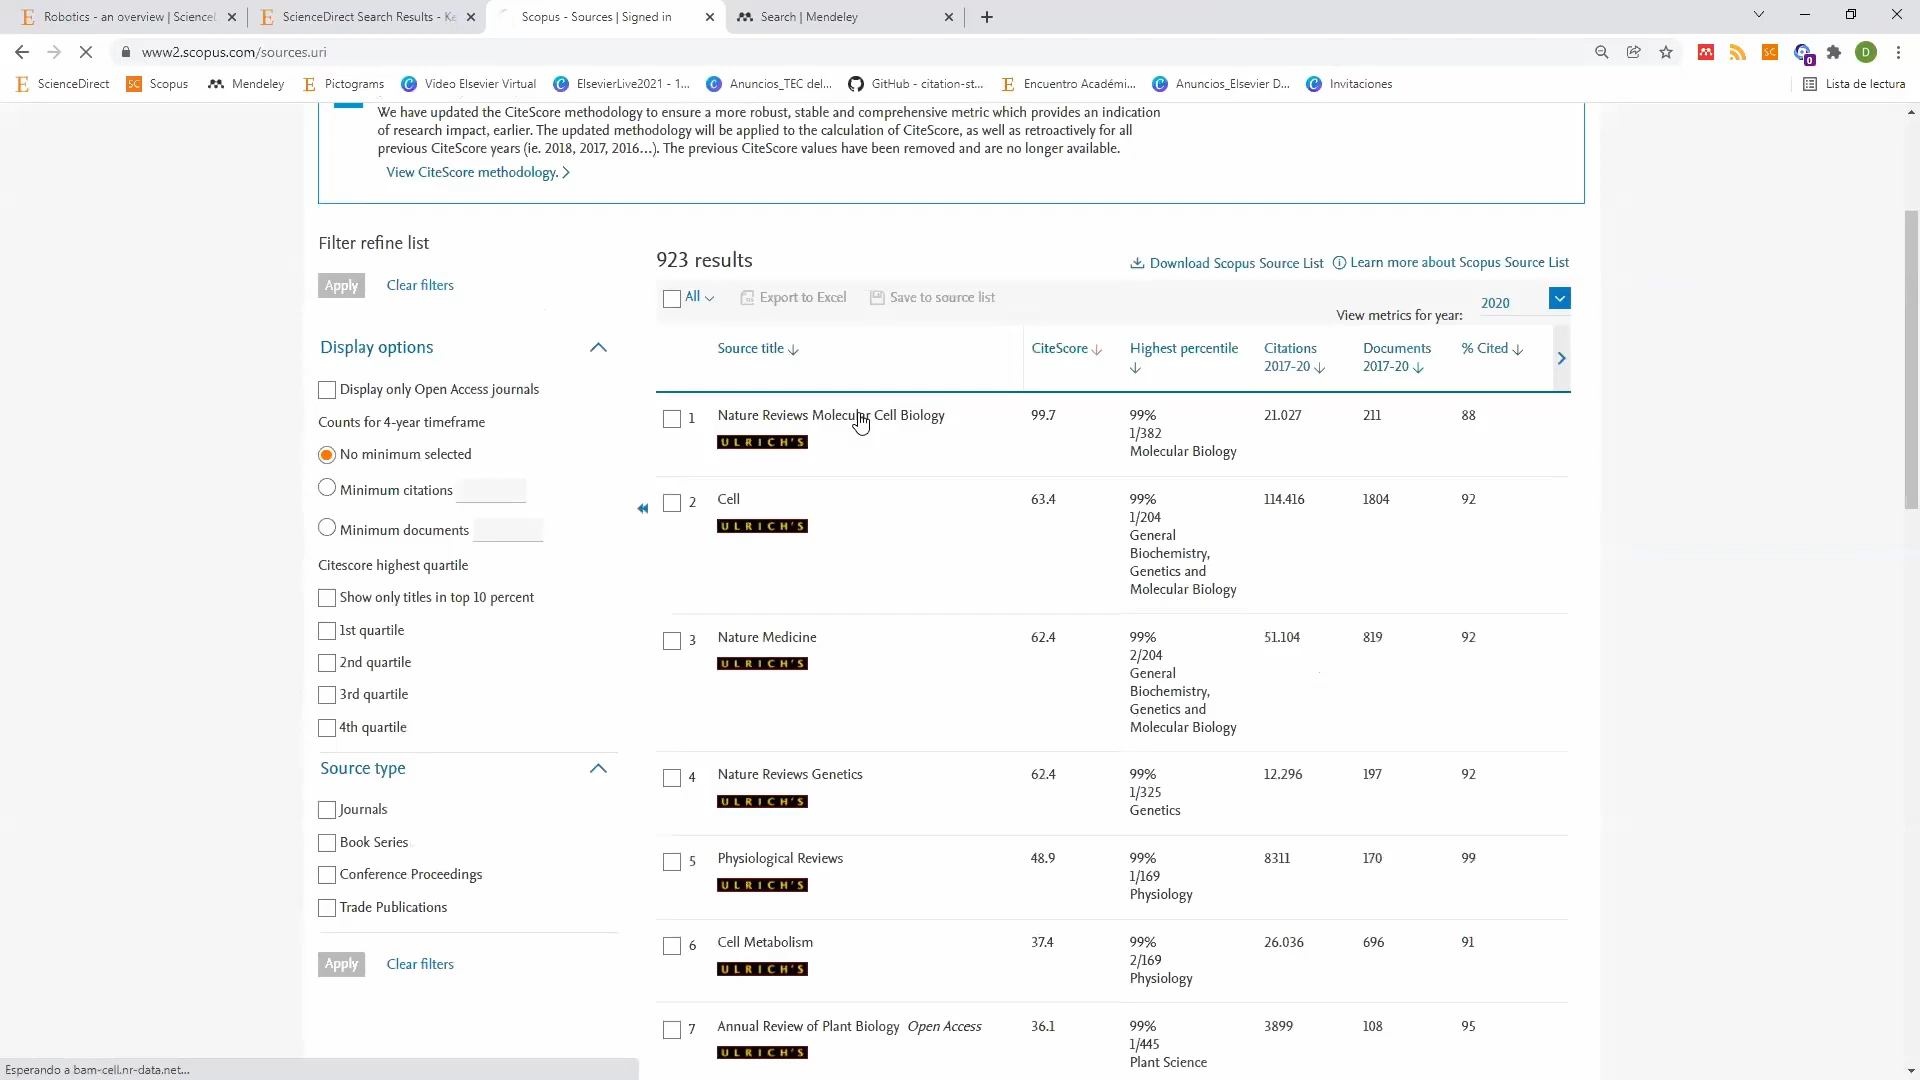 Robotics - an overview | Science
ScienceDirect Search Results - Ke
Scopus - Sources | Signed in
Search | Mendeley
www2.scopus.com/sources.uri
SC
0
D
ScienceDirect
SC Scopus
Mendeley
Pictograms
Video Elsevier Virtual
ElsevierLive2021 - 1...
Anuncios_TEC del...
GitHub - citation-st...
Encuentro Académi...
Anuncios_Elsevier D...
Invitaciones
Lista de lectura
We have updated the CiteScore methodology to ensure a more robust, stable and comprehensive metric which provides an indication
of research impact, earlier. The updated methodology will be applied to the calculation of CiteScore, as well as retroactively for all
previous CiteScore years (ie. 2018, 2017, 2016...). The previous CiteScore values have been removed and are no longer available.
View CiteScore methodology.
Filter refine list
Apply Clear filters
Display options
Display only Open Access journals
Counts for 4-year timeframe
No minimum selected
Minimum citations
Minimum documents
Citescore highest quartile
Show only titles in top 10 percent
1st quartile
2nd quartile
3rd quartile
4th quartile
Source type
Journals
Book Series
Conference Proceedings
Trade Publications
Apply Clear filters
923 results
Download Scopus Source List
Learn more about Scopus Source List
All
Export to Excel
Save to source list
View metrics for year:
2020
Source title
CiteScore
Highest percentile
Citations
2017-20
Documents
2017-20
% Cited
1 Nature Reviews Molecular Cell Biology 99.7 99% 21.027 211 88
1/382
ULRICH'S
Molecular Biology
2 Cell 63.4 99% 114.416 1804 92
1/204
ULRICH'S
General
Biochemistry,
Genetics and
Molecular Biology
3 Nature Medicine 62.4 99% 51.104 819 92
2/204
ULRICH'S
General
Biochemistry,
Genetics and
Molecular Biology
4 Nature Reviews Genetics 62.4 99% 12.296 197 92
1/325
ULRICH'S
Genetics
5 Physiological Reviews 48.9 99% 8311 170 99
1/169
ULRICH'S
Physiology
6 Cell Metabolism 37.4 99% 26.036 696 91
2/169
ULRICH'S
Physiology
7 Annual Review of Plant Biology Open Access 36.1 99% 3899 108 95
1/445
ULRICH'S
Plant Science
Esperando a bam-cell.nr-data.net...